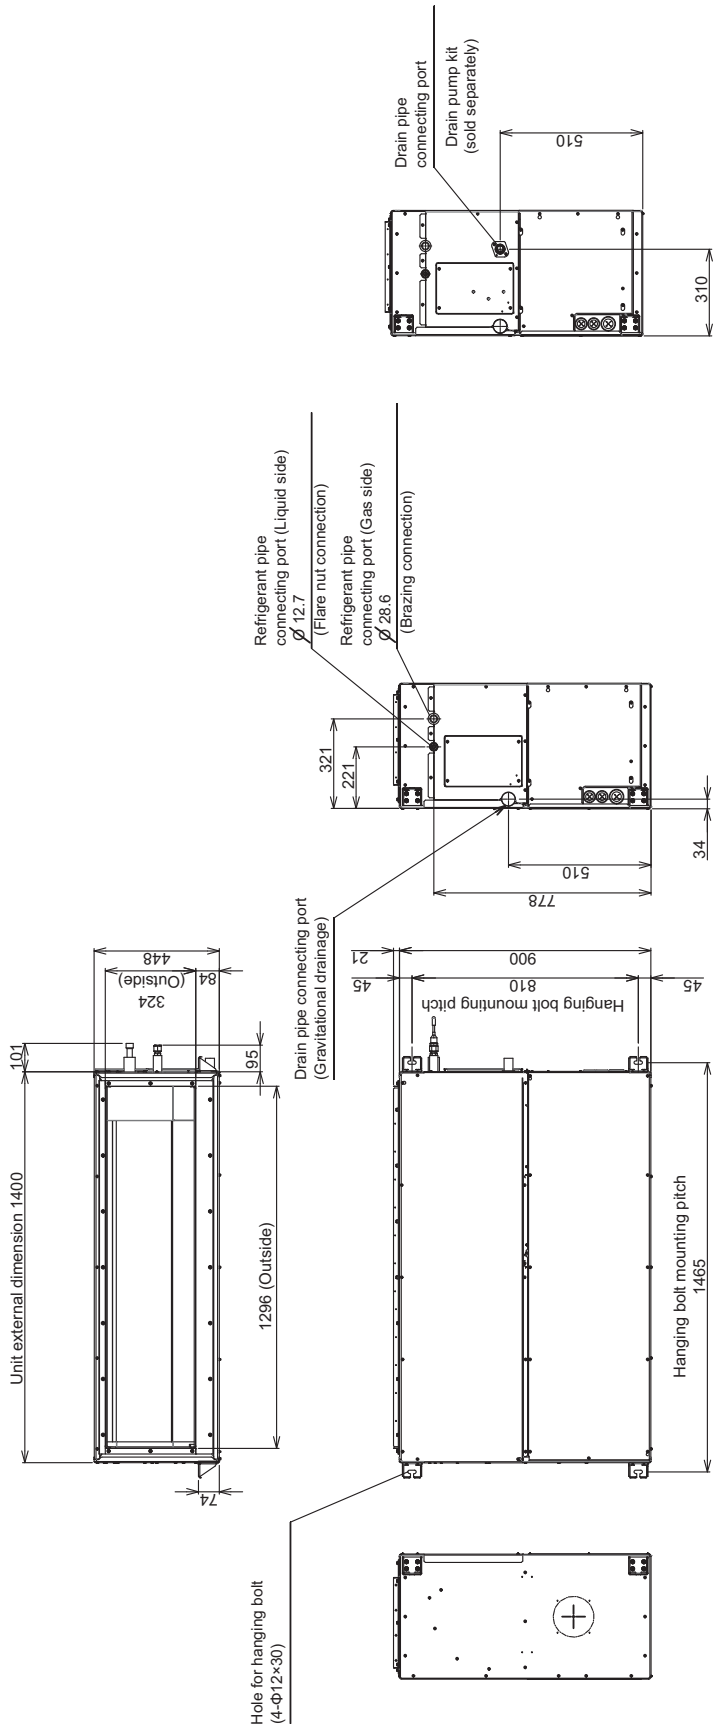 Drain pipe
connecting port
Drain pump kit
(sold separately)
510
310
Refrigerant pipe
connecting port (Liquid side)
Ø 12.7
(Flare nut connection)
Refrigerant pipe
connecting port (Gas side)
Ø 28.6
(Brazing connection)
321
221
34
510
778
Drain pipe connecting port
(Gravitational drainage)
Unit external dimension 1400
101
448
324
(Outside)
84
95
1296 (Outside)
74
21
900
45
810
45
Hanging bolt mounting pitch
Hanging bolt mounting pitch
1465
Hole for hanging bolt
(4-Φ12×30)